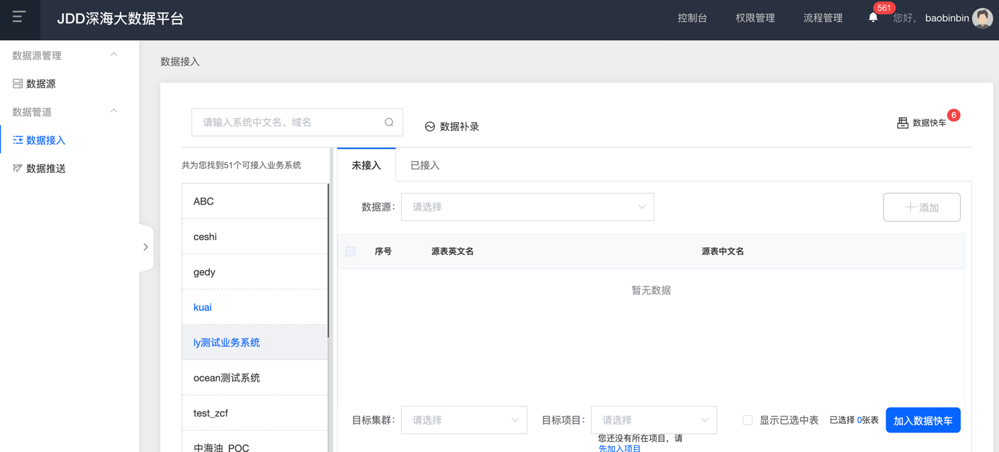 JDD深海大数据平台
控制台
权限管理
流程管理
561
您好,
baobinbin
数据源管理
数据源
数据管道
数据接入
数据推送
数据接入
请输入系统中文名、域名
数据补录
数据快车
6
共为您找到51个可接入业务系统
ABC
ceshi
gedy
kuai
ly测试业务系统
ocean测试系统
test_zcf
中海油_POC
未接入
已接入
数据源:
请选择
添加
序号
源表英文名
源表中文名
暂无数据
目标集群:
请选择
目标项目:
请选择
您还没有所在项目，请
先加入项目
显示已选中表
已选择 0张表
加入数据快车